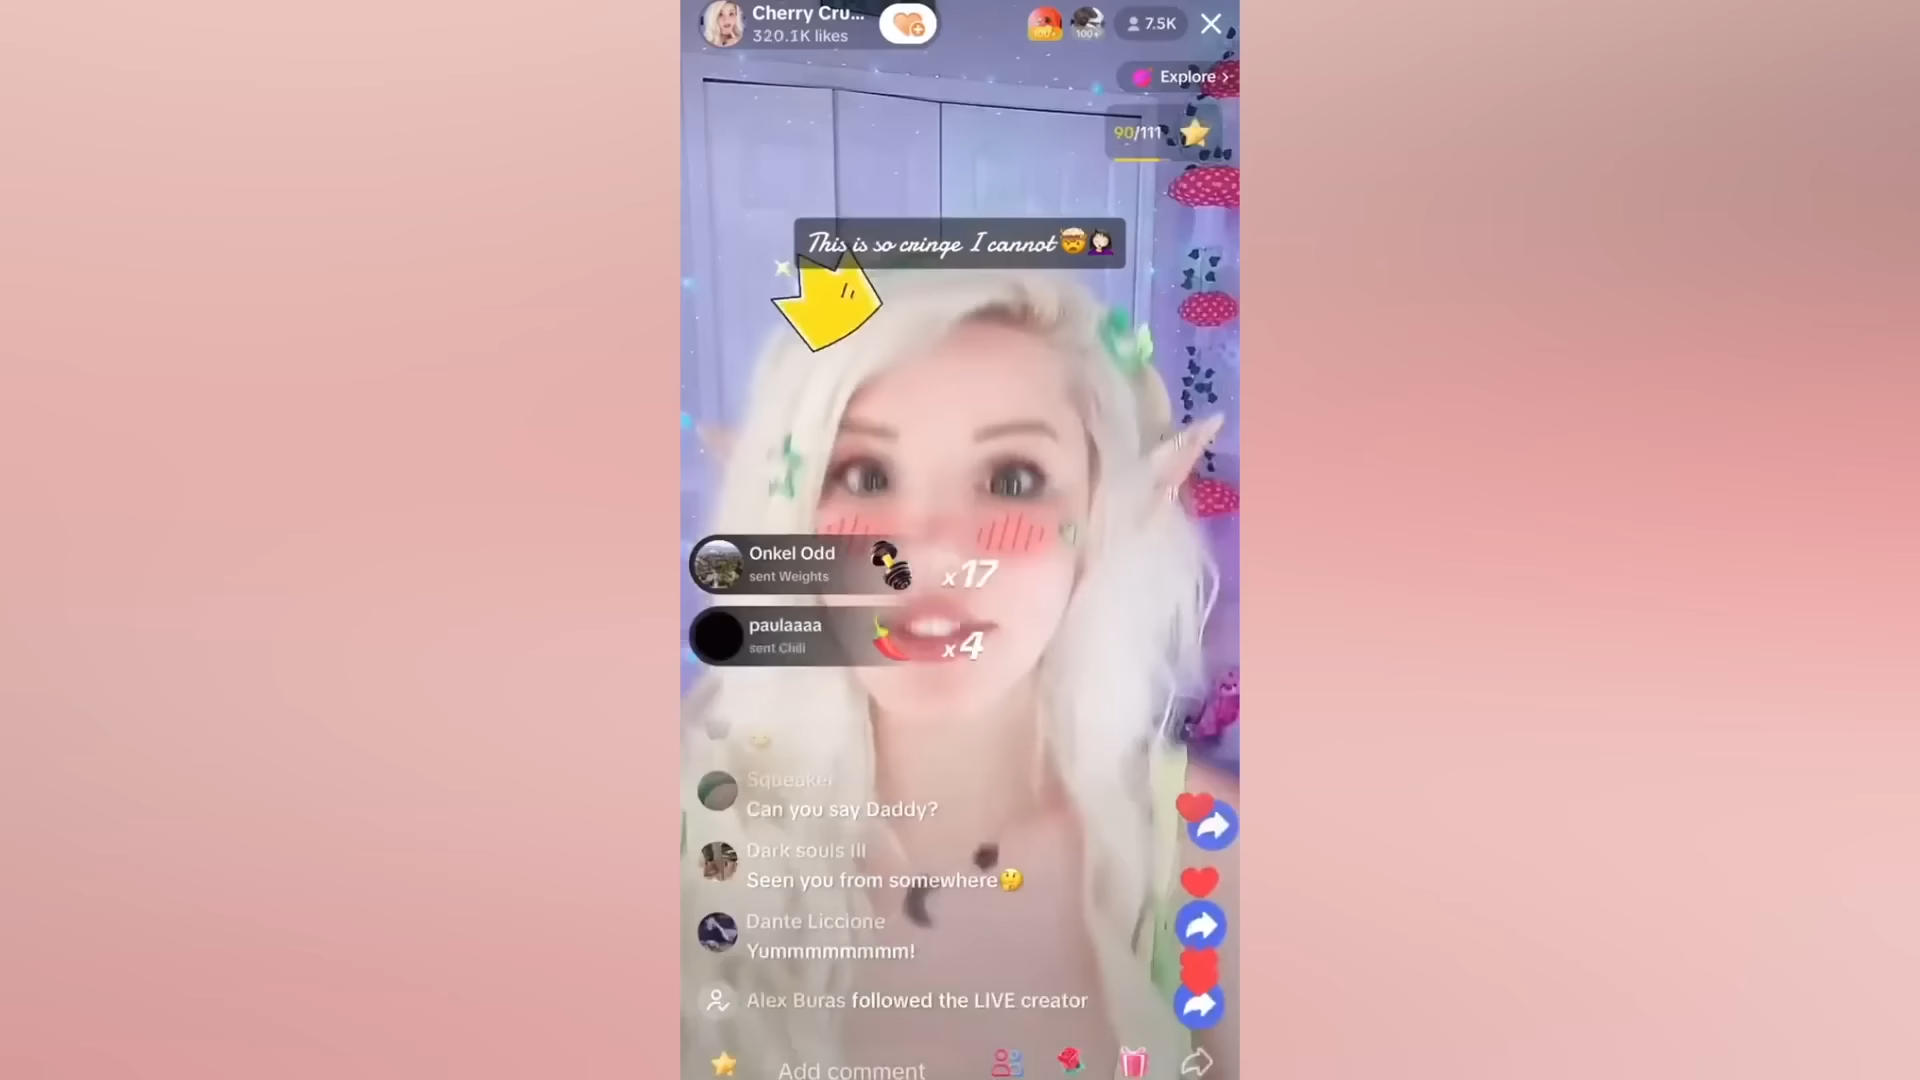 Cherry Cru...
320.1K likes
100+
100+
7.5K
Explore >
90/111
This is so cringe I cannot🤯🤦🏻‍♀️
Onkel Odd
sent Weights
x17
paulaaaa
sent Chili
x4
Squeaker
Can you say Daddy?
Dark souls III
Seen you from somewhere🤔
Dante Liccione
Yummmmmmmm!
Alex Buras followed the LIVE creator
Add comment